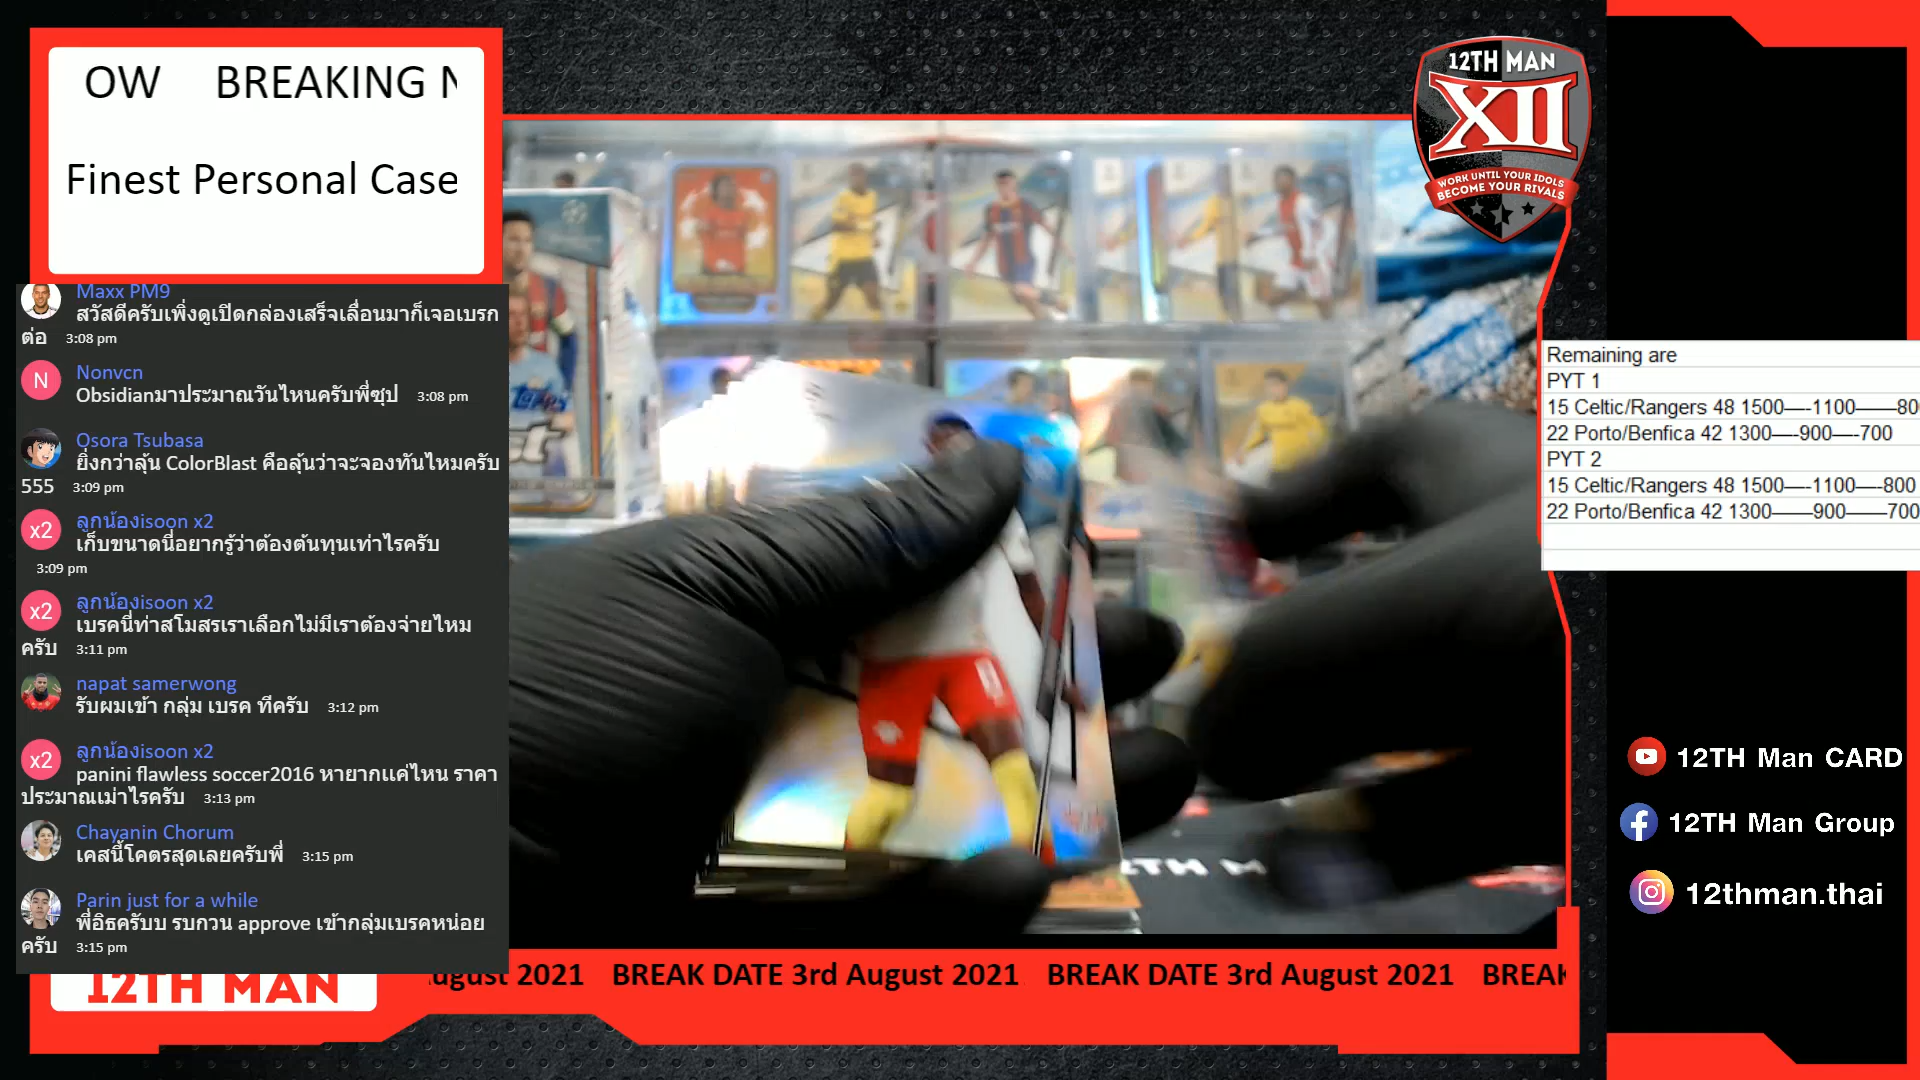 OW BREAKING N
Finest Personal Case
Maxx PM9
สวัสดีครับเพิ่งดูเปิดกล่องเสร็จเลื่อนมาก็เจอเบรก
ต่อ 3:08 pm
N
Nonvcn
Obsidianมาประมาณวันไหนครับพี่ซุป 3:08 pm
Osora Tsubasa
ยิ่งกว่าลุ้น ColorBlast คือลุ้นว่าจะจองทันไหมครับ
555 3:09 pm
x2
ลูกน้องisoon x2
เก็บขนาดนี้อยากรู้ว่าต้องต้นทุนเท่าไรครับ
3:09 pm
x2
ลูกน้องisoon x2
เบรคนี่ท่าสโมสรเราเลือกไม่มีเราต้องจ่ายไหม
ครับ 3:11 pm
napat samerwong
รับผมเข้า กลุ่ม เบรค ทีครับ 3:12 pm
x2
ลูกน้องisoon x2
panini flawless soccer2016 หายากแค่ไหน ราคา
ประมาณเม่าไรครับ 3:13 pm
Chayanin Chorum
เคสนี้โคตรสุดเลยครับพี่ 3:15 pm
Parin just for a while
พี่อิธครับบ รบกวน approve เข้ากลุ่มเบรคหน่อย
ครับ 3:15 pm
12TH MAN
ugust 2021 BREAK DATE 3rd August 2021 BREAK DATE 3rd August 2021 BREAK
12TH MAN
XII
WORK UNTIL YOUR IDOLS
BECOME YOUR RIVALS
Remaining are
PYT 1
15 Celtic/Rangers 48 1500—-1100——80
22 Porto/Benfica 42 1300—-900—-700
PYT 2
15 Celtic/Rangers 48 1500—-1100—-800
22 Porto/Benfica 42 1300——900——700
12TH Man CARD
12TH Man Group
12thman.thai